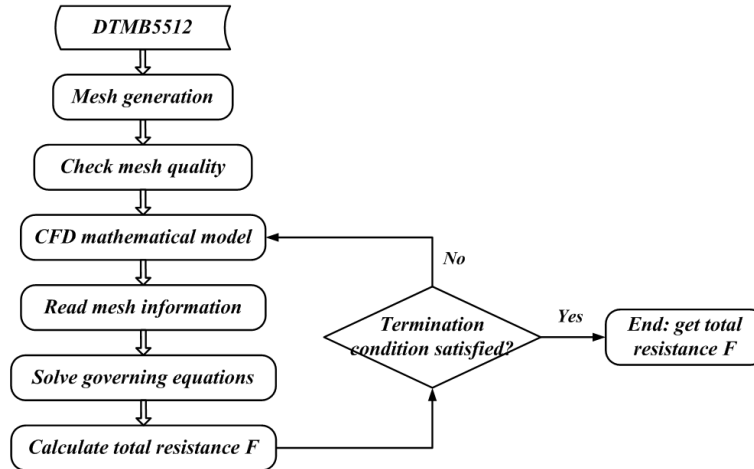 DTMB5512
Mesh generation
Check mesh quality
CFD mathematical model
Read mesh information
Solve governing equations
Calculate total resistance F
No
Termination
condition satisfied?
Yes
End: get total
resistance F